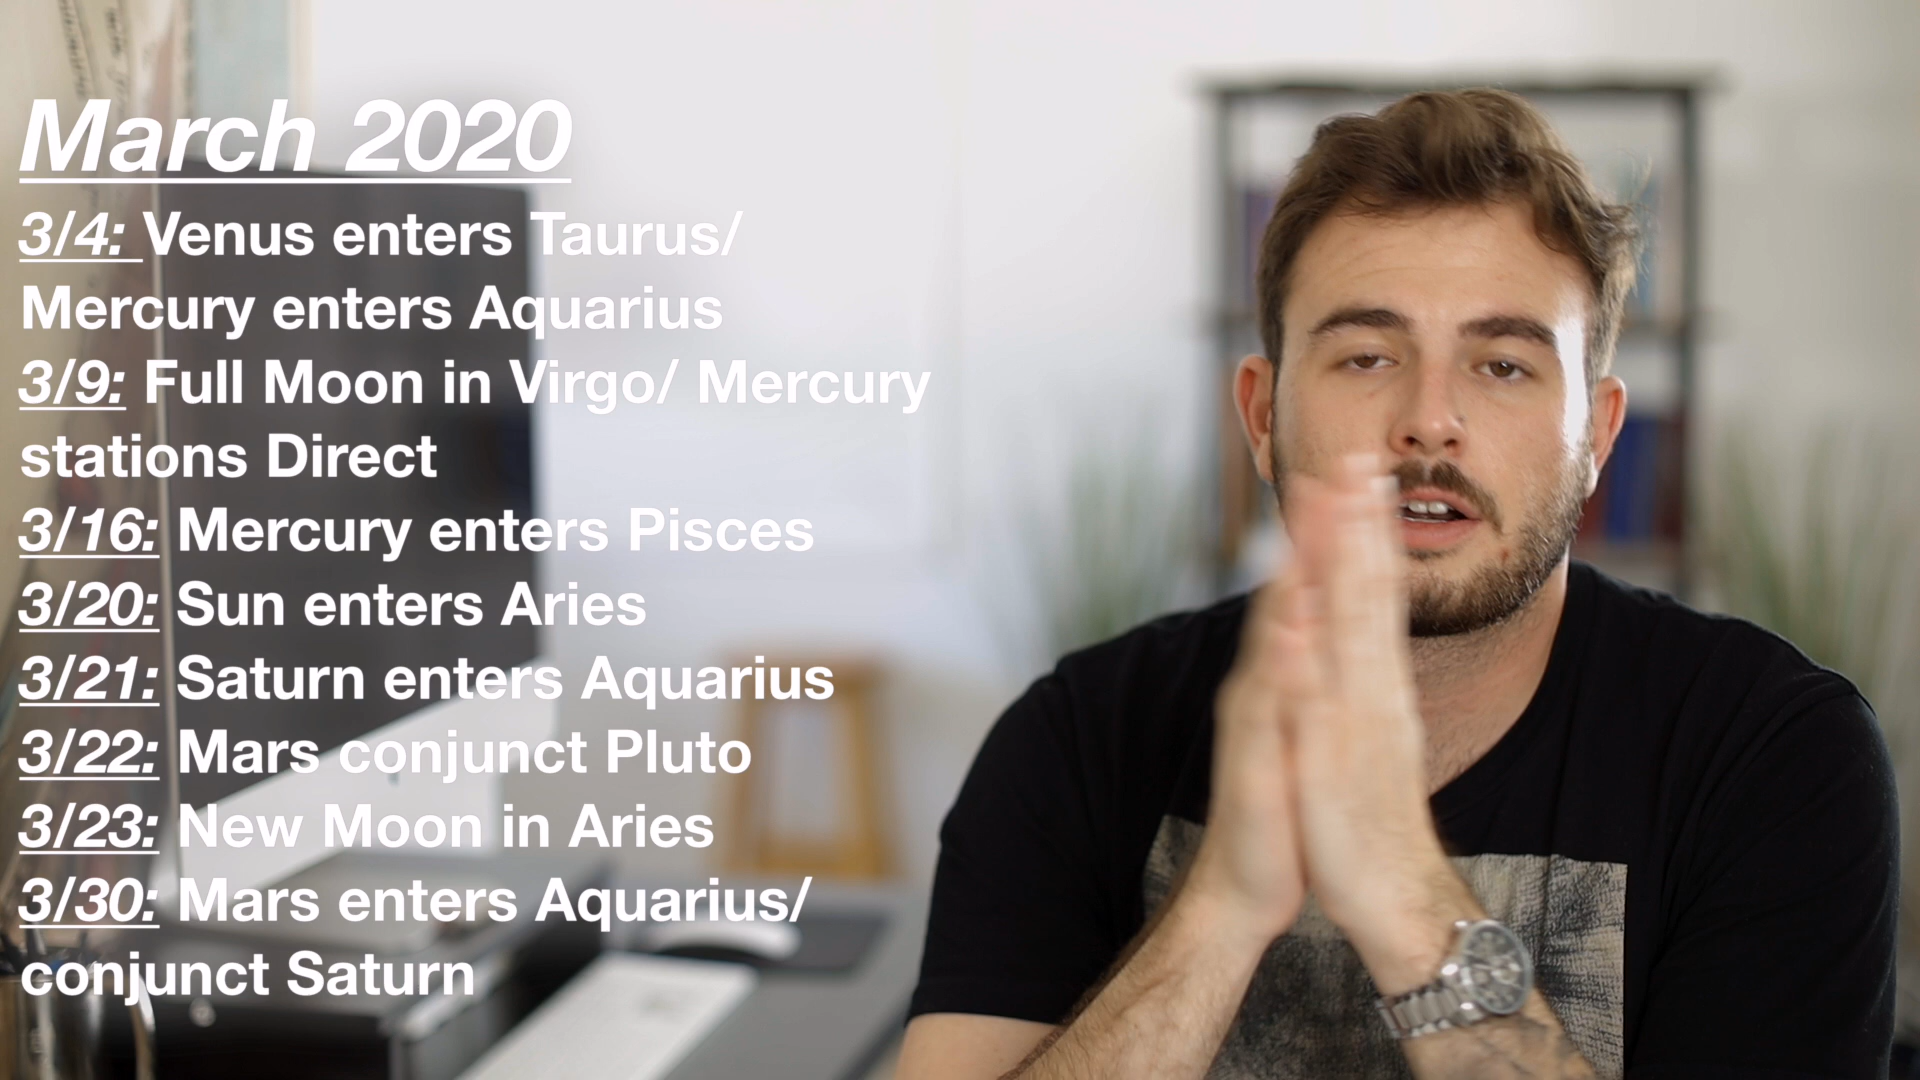 March 2020
3/4: Venus enters Taurus/
Mercury enters Aquarius
3/9: Full Moon in Virgo/ Mercury
stations Direct
3/16: Mercury enters Pisces
3/20: Sun enters Aries
3/21: Saturn enters Aquarius
3/22: Mars conjunct Pluto
3/23: New Moon in Aries
3/30: Mars enters Aquarius/
conjunct Saturn